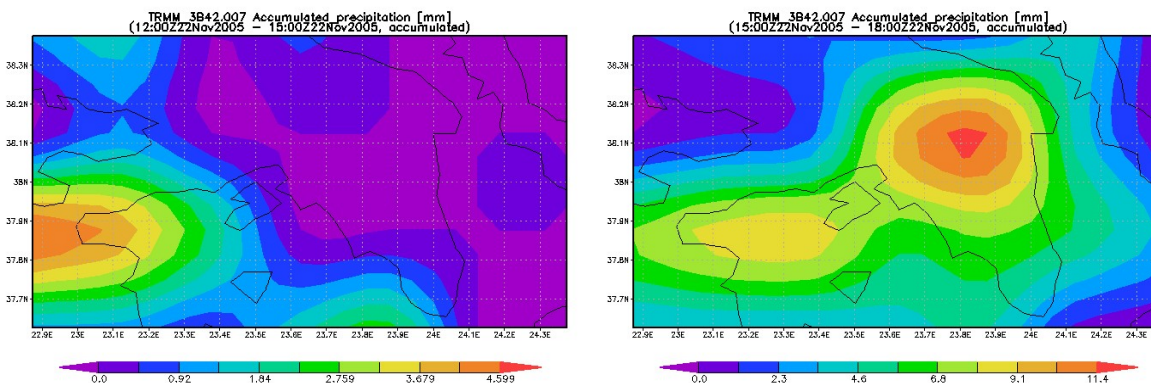 TRMM_3B42.007 Accumulated precipitation [mm]
(12:00Z22Nov2005 – 15:00Z22Nov2005, accumulated)
38.3N
38.2N
38.1N
38N
37.9N
37.8N
37.7N
22.9E 23E 23.1E 23.2E 23.3E 23.4E 23.5E 23.6E 23.7E 23.8E 23.9E 24E 24.1E 24.2E 24.3E
0.0 0.92 1.84 2.759 3.679 4.599
TRMM_3B42.007 Accumulated precipitation [mm]
(15:00Z22Nov2005 – 18:00Z22Nov2005, accumulated)
38.3N
38.2N
38.1N
38N
37.9N
37.8N
37.7N
22.9E 23E 23.1E 23.2E 23.3E 23.4E 23.5E 23.6E 23.7E 23.8E 23.9E 24E 24.1E 24.2E 24.3E
0.0 2.3 4.6 6.8 9.1 11.4